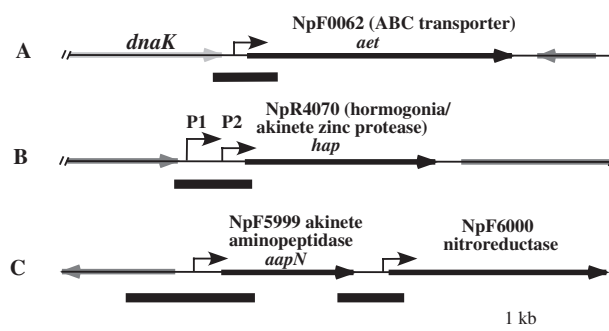 NpF0062 (ABC transporter)
A dnaK aet
NpR4070 (hormogonia/
P1 P2 akinete zinc protease)
B hap
NpF5999 akinete NpF6000
aminopeptidase nitroreductase
C aapN
1 kb